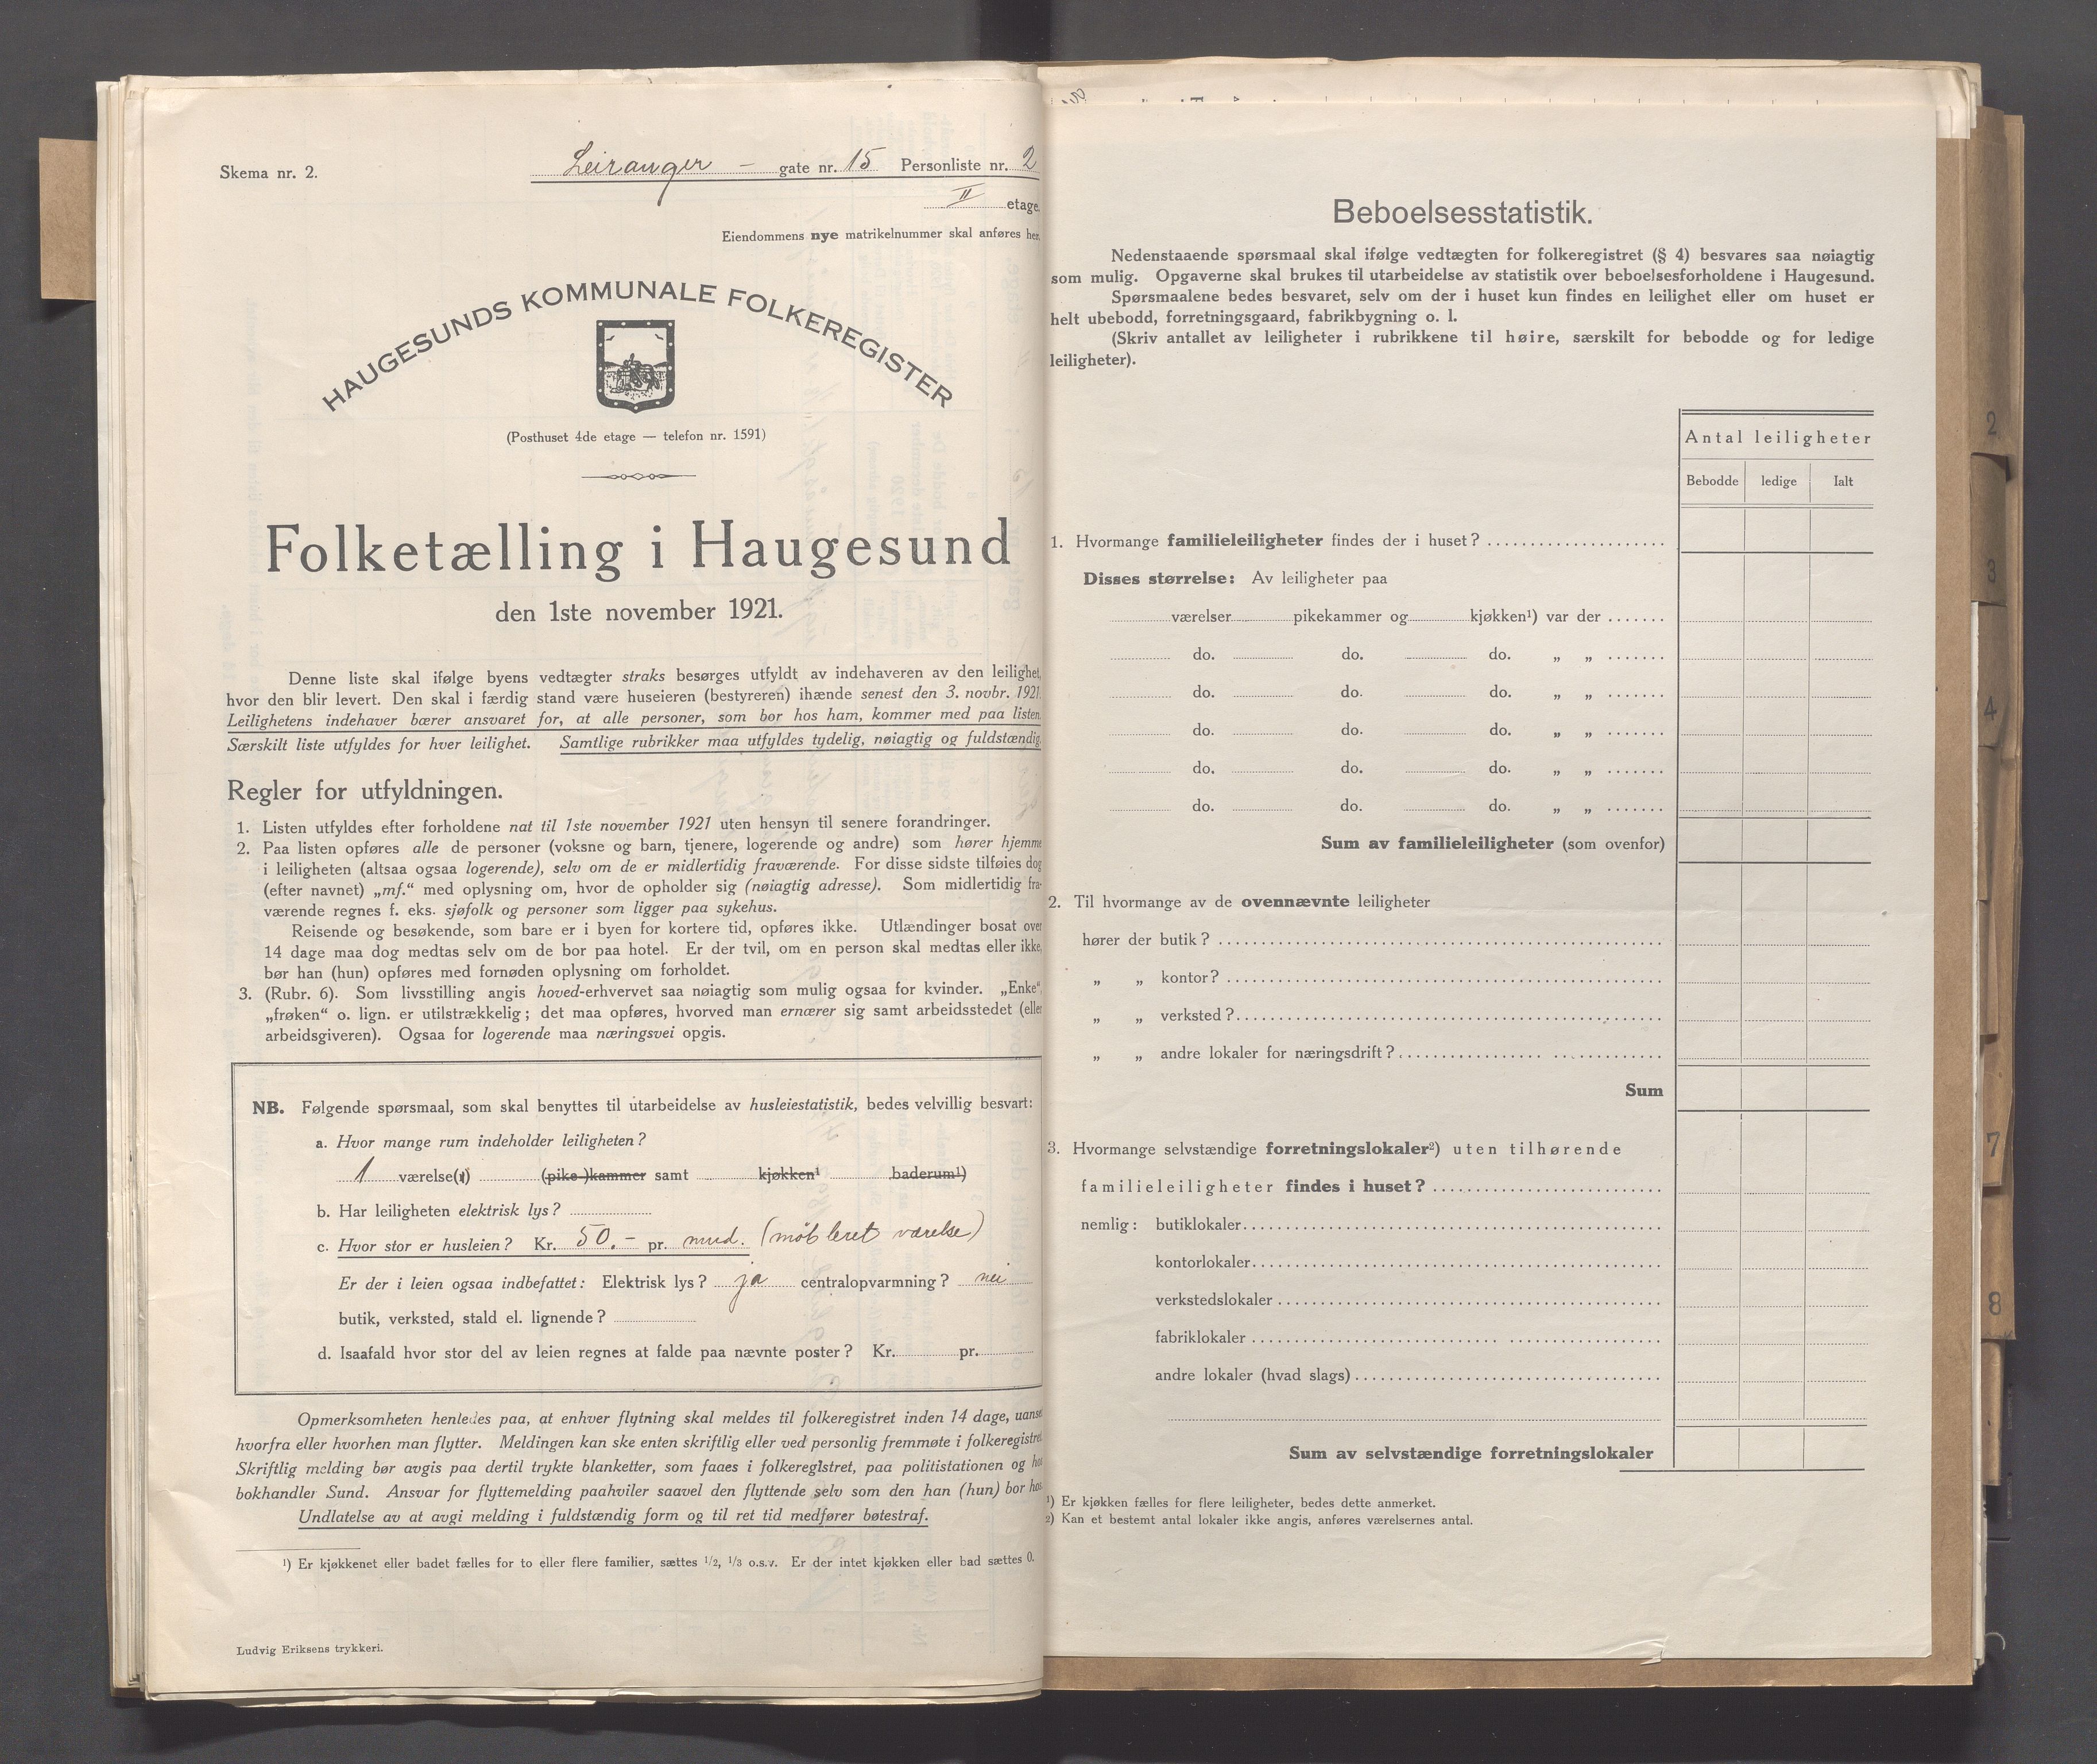 Skema nr. 2.
Leiranger – gate nr. 15 Personliste nr. 2
II etage.
Eiendommens nye matrikelnummer skal anføres her.
HAUGESUNDS KOMMUNALE FOLKEREGISTER
(Posthuset 4de etage — telefon nr. 1591)
Folketælling i Haugesund
den 1ste november 1921.
Denne liste skal ifølge byens vedtægter straks besørges utfyldt av indehaveren av den leilighet,
hvor den blir levert. Den skal i færdig stand være huseieren (bestyreren) ihænde senest den 3. novbr. 1921.
Leilighetens indehaver bærer ansvaret for, at alle personer, som bor hos ham, kommer med paa listen.
Særskilt liste utfyldes for hver leilighet. Samtlige rubrikker maa utfyldes tydelig, nøiagtig og fuldstændig.
Regler for utfyldningen.
1. Listen utfyldes efter forholdene nat til 1ste november 1921 uten hensyn til senere forandringer.
2. Paa listen opføres alle de personer (voksne og barn, tjenere, logerende og andre) som hører hjemme
i leiligheten (altsaa ogsaa logerende), selv om de er midlertidig fraværende. For disse sidste tilføies dog
(efter navnet) „mf.“ med oplysning om, hvor de opholder sig (nøiagtig adresse). Som midlertidig fra-
værende regnes f. eks. sjøfolk og personer som ligger paa sykehus.
Reisende og besøkende, som bare er i byen for kortere tid, opføres ikke. Utlændinger bosat over
14 dage maa dog medtas selv om de bor paa hotel. Er der tvil, om en person skal medtas eller ikke,
bør han (hun) opføres med fornøden oplysning om forholdet.
3. (Rubr. 6). Som livsstilling angis hoved-erhvervet saa nøiagtig som mulig ogsaa for kvinder. „Enke“,
„frøken“ o. lign. er utilstrækkelig; det maa opføres, hvorved man ernærer sig samt arbeidsstedet (eller
arbeidsgiveren). Ogsaa for logerende maa næringsvei opgis.
NB. Følgende spørsmaal, som skal benyttes til utarbeidelse av husleiestatistik, bedes velvillig besvart:
a. Hvor mange rum indeholder leiligheten?
1 værelse(r) (pike-)kammer samt kjøkken¹ baderum¹)
b. Har leiligheten elektrisk lys?
c. Hvor stor er husleien? Kr. 50.– pr. mnd. (møbleret værelse)
Er der i leien ogsaa indbefattet: Elektrisk lys? ja centralopvarmning? nei
butik, verksted, stald el. lignende?
d. Isaafald hvor stor del av leien regnes at falde paa nævnte poster? Kr. pr.
Opmerksomheten henledes paa, at enhver flytning skal meldes til folkeregistret inden 14 dage, uanset
hvorfra eller hvorhen man flytter. Meldingen kan ske enten skriftlig eller ved personlig fremmøte i folkeregistret.
Skriftlig melding bør avgis paa dertil trykte blanketter, som faaes i folkeregistret, paa politistationen og hos
bokhandler Sund. Ansvar for flyttemelding paahviler saavel den flyttende selv som den han (hun) bor hos.
Undlatelse av at avgi melding i fuldstændig form og til ret tid medfører bøtestraf.
¹) Er kjøkkenet eller badet fælles for to eller flere familier, sættes 1/2, 1/3 o.s.v. Er der intet kjøkken eller bad sættes 0.
Ludvig Eriksens trykkeri.
Beboelsesstatistik.
Nedenstaaende spørsmaal skal ifølge vedtægten for folkeregistret (§ 4) besvares saa nøiagtig
som mulig. Opgaverne skal brukes til utarbeidelse av statistik over beboelsesforholdene i Haugesund.
Spørsmaalene bedes besvaret, selv om der i huset kun findes en leilighet eller om huset er
helt ubebodd, forretningsgaard, fabrikbygning o. l.
(Skriv antallet av leiligheter i rubrikkene til høire, særskilt for bebodde og for ledige
leiligheter).
Antal leiligheter
Bebodde ledige Ialt
1. Hvormange familieleiligheter findes der i huset?
Disses størrelse: Av leiligheter paa
værelser pikekammer og kjøkken¹) var der
do. do. do. „ „
do. do. do. „ „
do. do. do. „ „
do. do. do. „ „
do. do. do. „ „
Sum av familieleiligheter (som ovenfor)
2. Til hvormange av de ovennævnte leiligheter
hører der butik?
„ „ kontor?
„ „ verksted?
„ „ andre lokaler for næringsdrift?
Sum
3. Hvormange selvstændige forretningslokaler²) uten tilhørende
familieleiligheter findes i huset?
nemlig: butiklokaler
kontorlokaler
verkstedslokaler
fabriklokaler
andre lokaler (hvad slags)
Sum av selvstændige forretningslokaler
¹) Er kjøkken fælles for flere leiligheter, bedes dette anmerket.
²) Kan et bestemt antal lokaler ikke angis, anføres værelsernes antal.
2
3
4
7
8